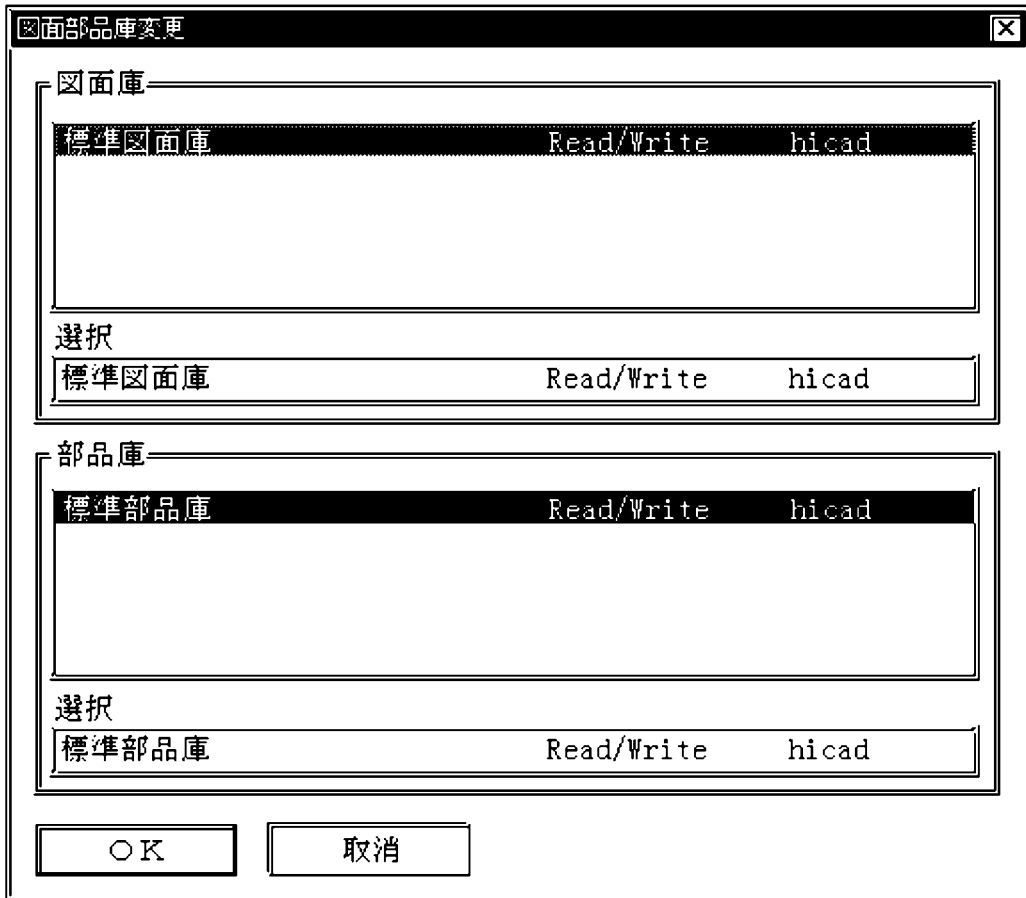 図面部品庫変更
図面庫
標準図面庫 Read/Write hicad
選択
標準図面庫 Read/Write hicad
部品庫
標準部品庫 Read/Write hicad
選択
標準部品庫 Read/Write hicad
OK 取消